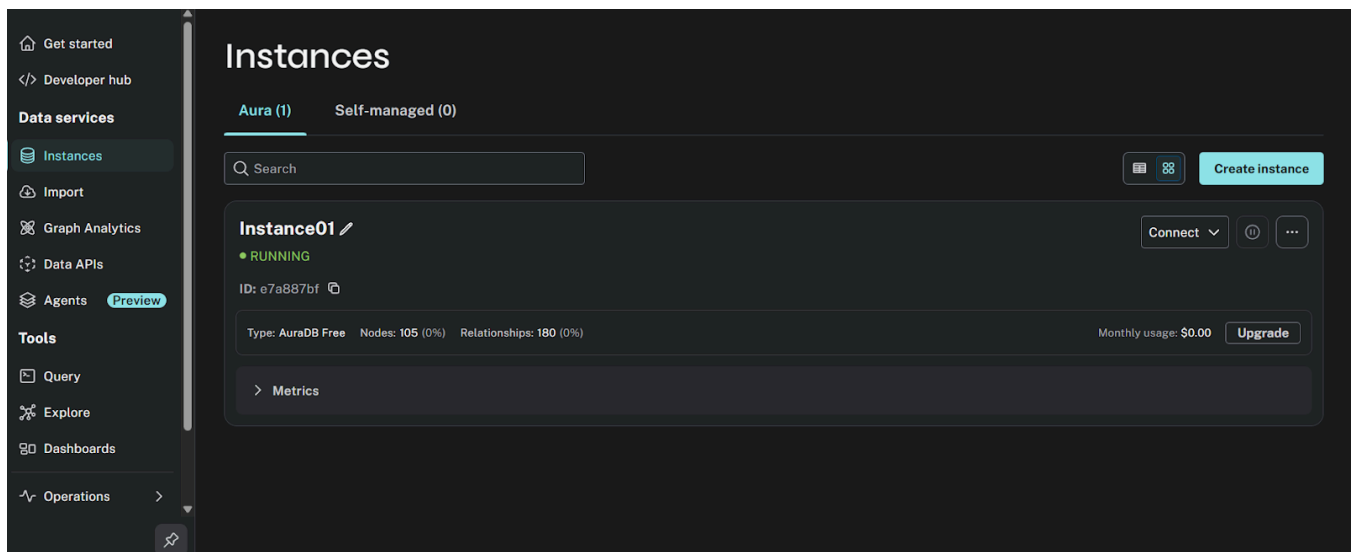 Get started
</> Developer hub
Data services
Instances
Import
Graph Analytics
Data APIs
Agents Preview
Tools
Query
Explore
Dashboards
Operations
Instances
Aura (1) Self-managed (0)
Search
Create instance
Instance01
RUNNING
ID: e7a887bf
Connect
Type: AuraDB Free Nodes: 105 (0%) Relationships: 180 (0%)
Monthly usage: $0.00 Upgrade
Metrics